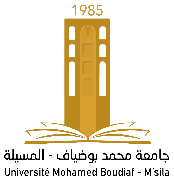 1985
جامعة محمد بوضياف - المسيلة
Université Mohamed Boudiaf - M'sila